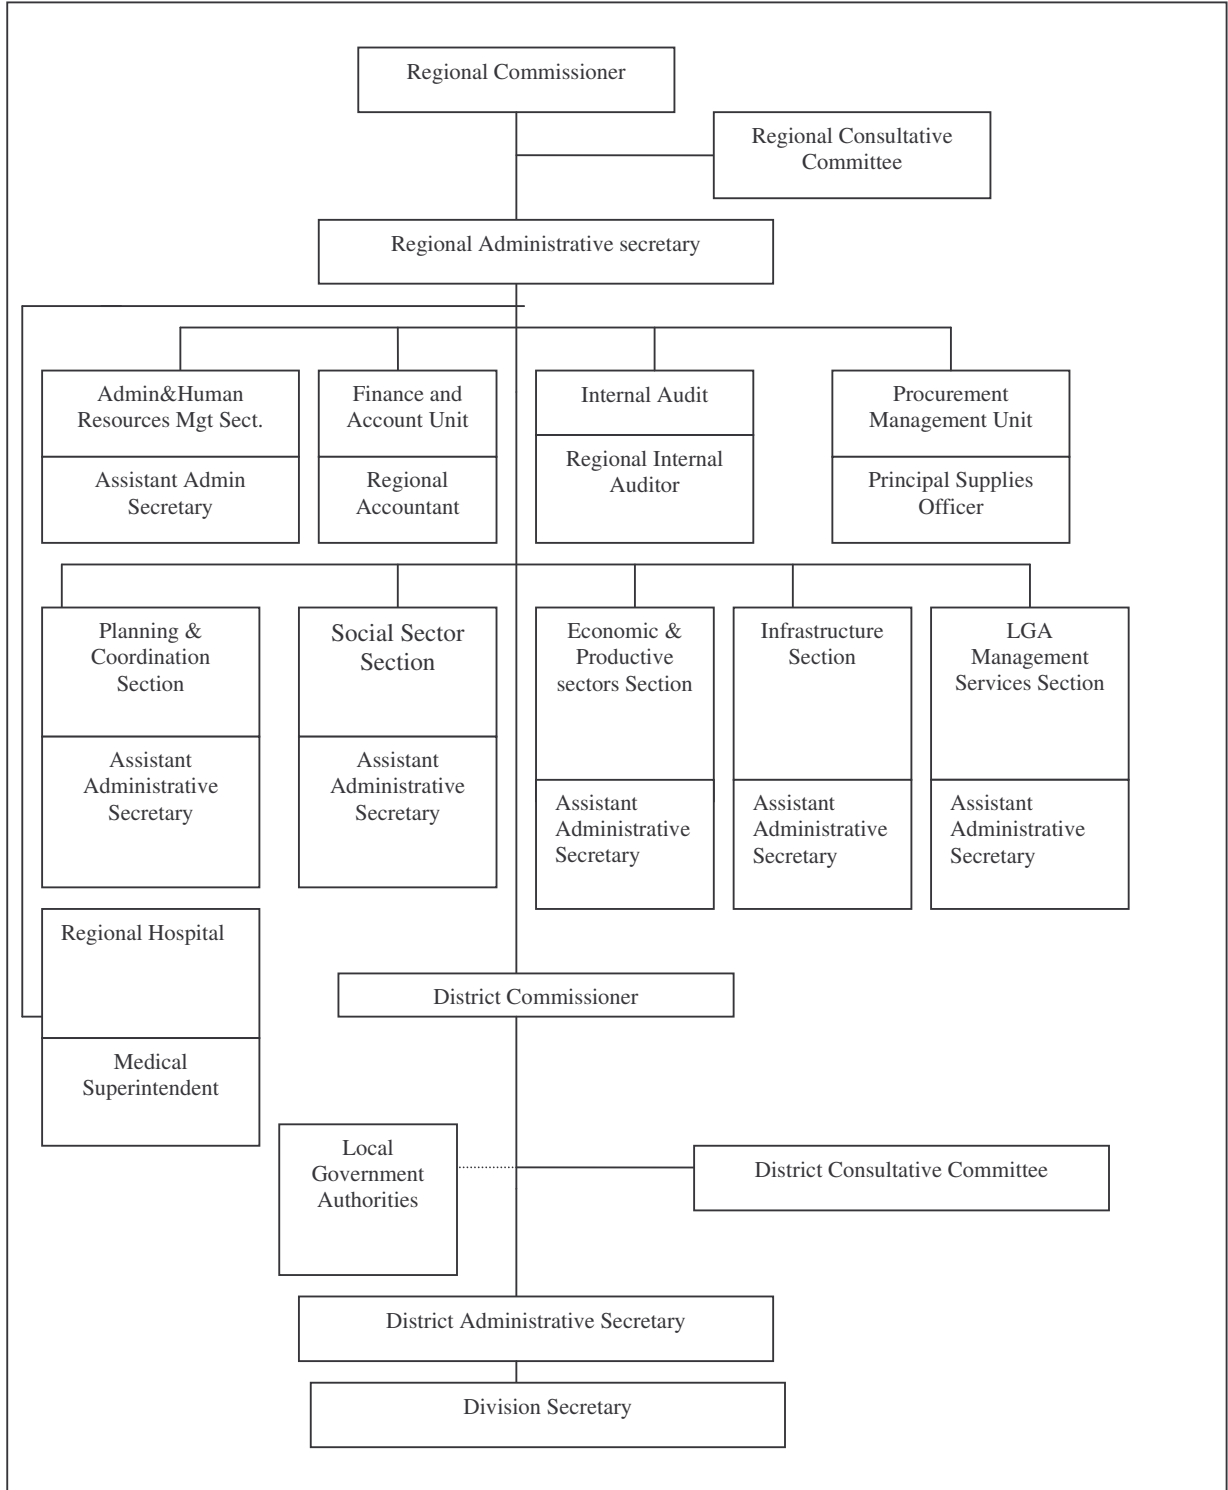 Regional Commissioner
Regional Consultative
Committee
Regional Administrative secretary
Admin&Human
Resources Mgt Sect.
Assistant Admin
Secretary
Finance and
Account Unit
Regional
Accountant
Internal Audit
Regional Internal
Auditor
Procurement
Management Unit
Principal Supplies
Officer
Planning &
Coordination
Section
Assistant
Administrative
Secretary
Social Sector
Section
Assistant
Administrative
Secretary
Economic &
Productive
sectors Section
Assistant
Administrative
Secretary
Infrastructure
Section
Assistant
Administrative
Secretary
LGA
Management
Services Section
Assistant
Administrative
Secretary
Regional Hospital
Medical
Superintendent
District Commissioner
Local
Government
Authorities
District Consultative Committee
District Administrative Secretary
Division Secretary